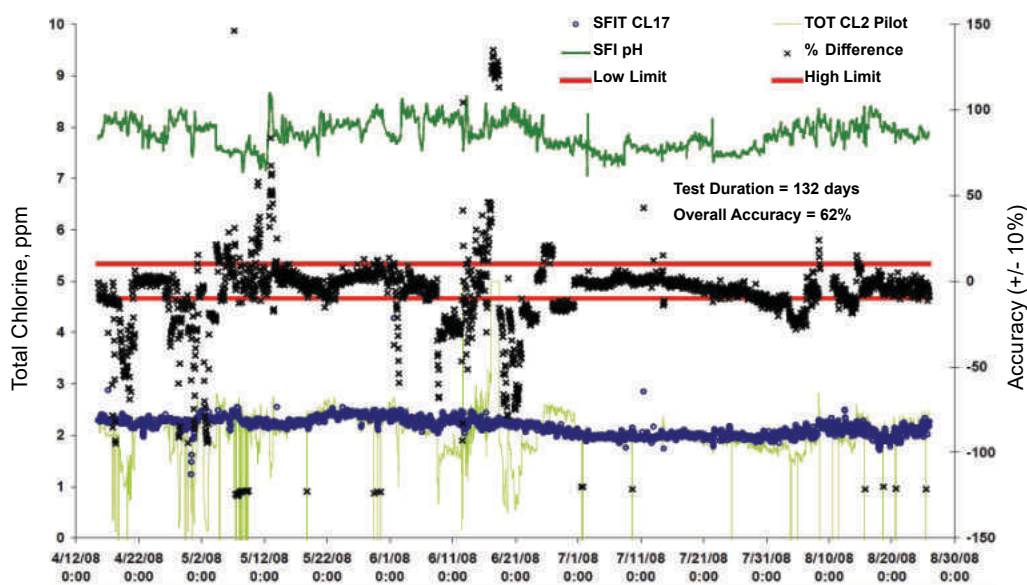 10
9
8
7
6
5
4
3
2
1
0
Total Chlorine, ppm
SFIT CL17
TOT CL2 Pilot
SFI pH
% Difference
Low Limit
High Limit
Test Duration = 132 days
Overall Accuracy = 62%
150
100
50
0
-50
-100
-150
Accuracy (+/- 10%)
4/12/08 4/22/08 5/2/08 5/12/08 5/22/08 6/1/08 6/11/08 6/21/08 7/1/08 7/11/08 7/21/08 7/31/08 8/10/08 8/20/08 8/30/08
0:00 0:00 0:00 0:00 0:00 0:00 0:00 0:00 0:00 0:00 0:00 0:00 0:00 0:00 0:00